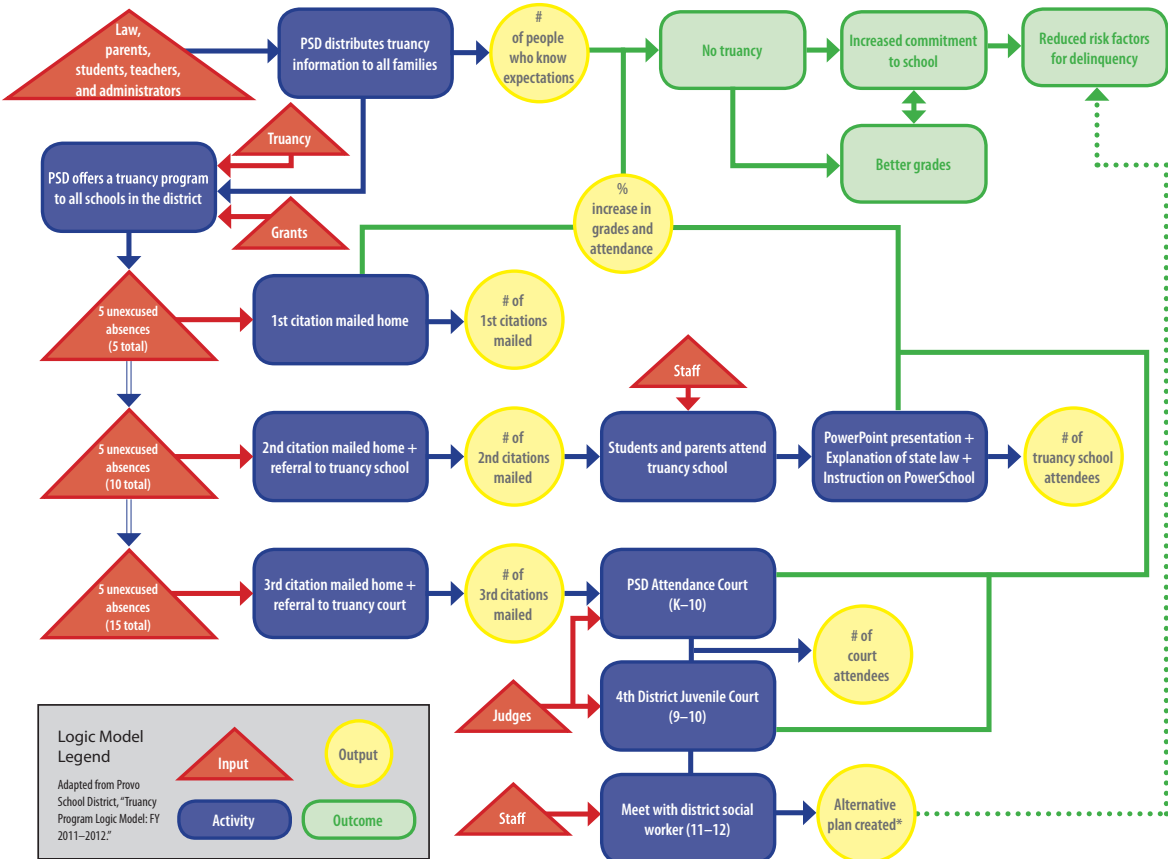 Law,
parents,
students, teachers,
and administrators
PSD distributes truancy
information to all families
#
of people
who know
expectations
No truancy
Increased commitment
to school
Reduced risk factors
for delinquency
Better grades
Truancy
PSD offers a truancy program
to all schools in the district
Grants
%
increase in
grades and
attendance
5 unexcused
absences
(5 total)
1st citation mailed home
# of
1st citations
mailed
Staff
5 unexcused
absences
(10 total)
2nd citation mailed home +
referral to truancy school
# of
2nd citations
mailed
Students and parents attend
truancy school
PowerPoint presentation +
Explanation of state law +
Instruction on PowerSchool
# of
truancy school
attendees
5 unexcused
absences
(15 total)
3rd citation mailed home +
referral to truancy court
# of
3rd citations
mailed
PSD Attendance Court
(K–10)
# of
court
attendees
Judges
4th District Juvenile Court
(9–10)
Staff
Meet with district social
worker (11–12)
Alternative
plan created*
Logic Model
Legend
Adapted from Provo
School District, “Truancy
Program Logic Model: FY
2011–2012.”
Input
Output
Activity
Outcome